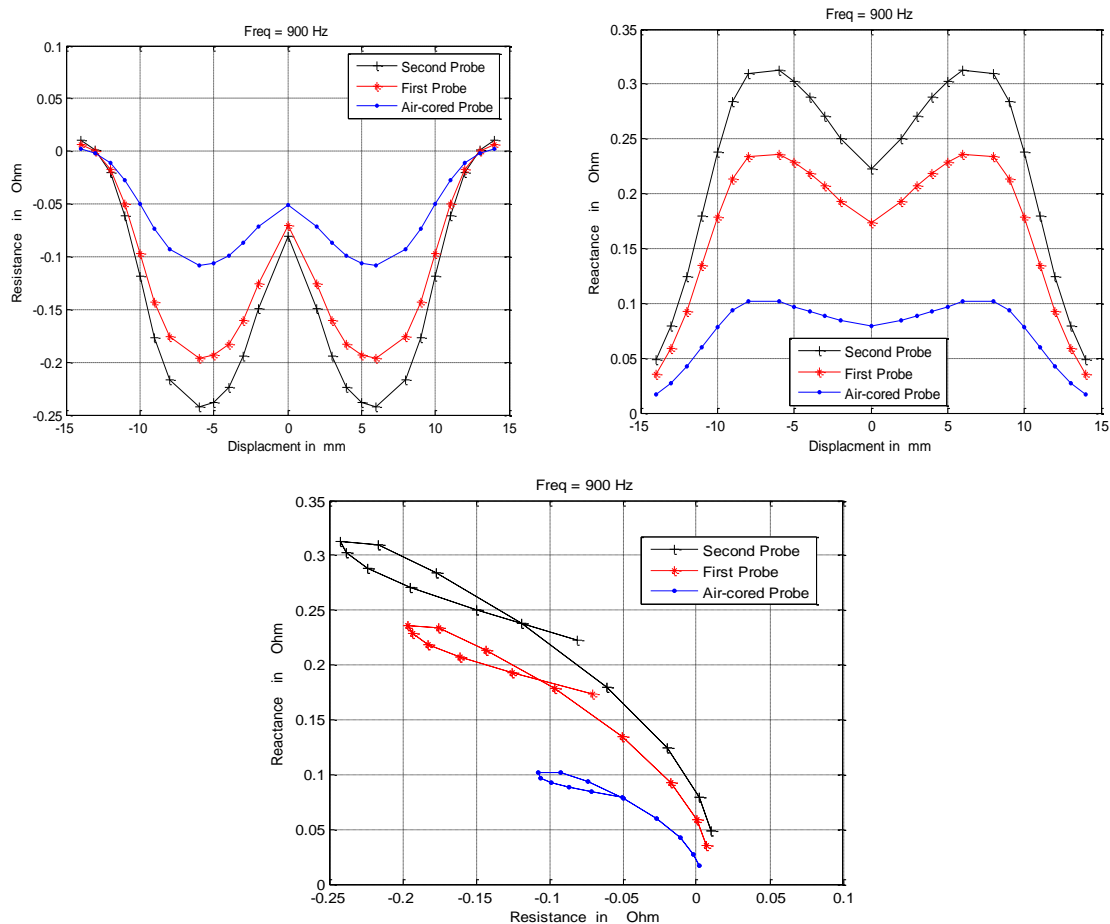 Freq = 900 Hz
0.1
0.05
0
-0.05
-0.1
-0.15
-0.2
-0.25
Resistance in Ohm
Second Probe
First Probe
Air-cored Probe
-15
-10
-5
0
5
10
15
Displacment in mm
Freq = 900 Hz
0.35
0.3
0.25
0.2
0.15
0.1
0.05
0
Reactance in Ohm
Second Probe
First Probe
Air-cored Probe
-15
-10
-5
0
5
10
15
Displacment in mm
Freq = 900 Hz
0.35
0.3
0.25
0.2
0.15
0.1
0.05
0
Reactance in Ohm
Second Probe
First Probe
Air-cored Probe
-0.25
-0.2
-0.15
-0.1
-0.05
0
0.05
0.1
Resistance in Ohm